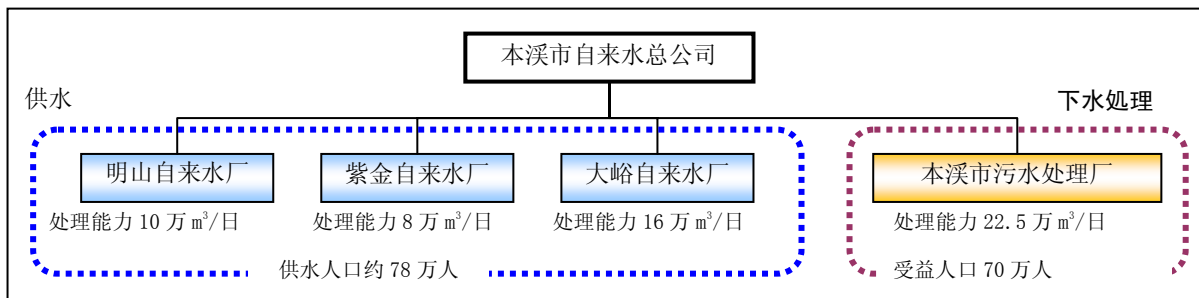 本溪市自来水总公司
供水
下水処理
明山自来水厂 紫金自来水厂 大峪自来水厂 本溪市污水处理厂
处理能力 10 万 m³/日 处理能力 8 万 m³/日 处理能力 16 万 m³/日 处理能力 22.5 万 m³/日
供水人口约 78 万人 受益人口 70 万人